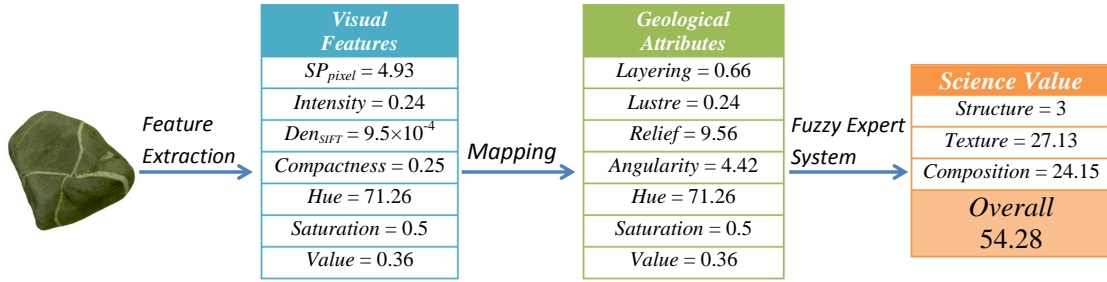 Feature
Extraction
Visual
Features
SP_pixel = 4.93
Intensity = 0.24
Den_SIFT = 9.5×10⁻⁴
Compactness = 0.25
Hue = 71.26
Saturation = 0.5
Value = 0.36
Mapping
Geological
Attributes
Layering = 0.66
Lustre = 0.24
Relief = 9.56
Angularity = 4.42
Hue = 71.26
Saturation = 0.5
Value = 0.36
Fuzzy Expert
System
Science Value
Structure = 3
Texture = 27.13
Composition = 24.15
Overall
54.28